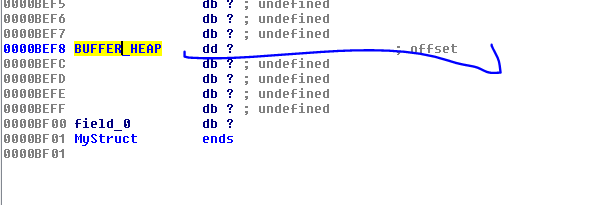 0000BEF5 db ? ; undefined
0000BEF6 db ? ; undefined
0000BEF7 db ? ; undefined
0000BEF8 BUFFER_HEAP dd ? ; offset
0000BEFC db ? ; undefined
0000BEFD db ? ; undefined
0000BEFE db ? ; undefined
0000BEFF db ? ; undefined
0000BF00 field_0 db ?
0000BF01 MyStruct ends
0000BF01